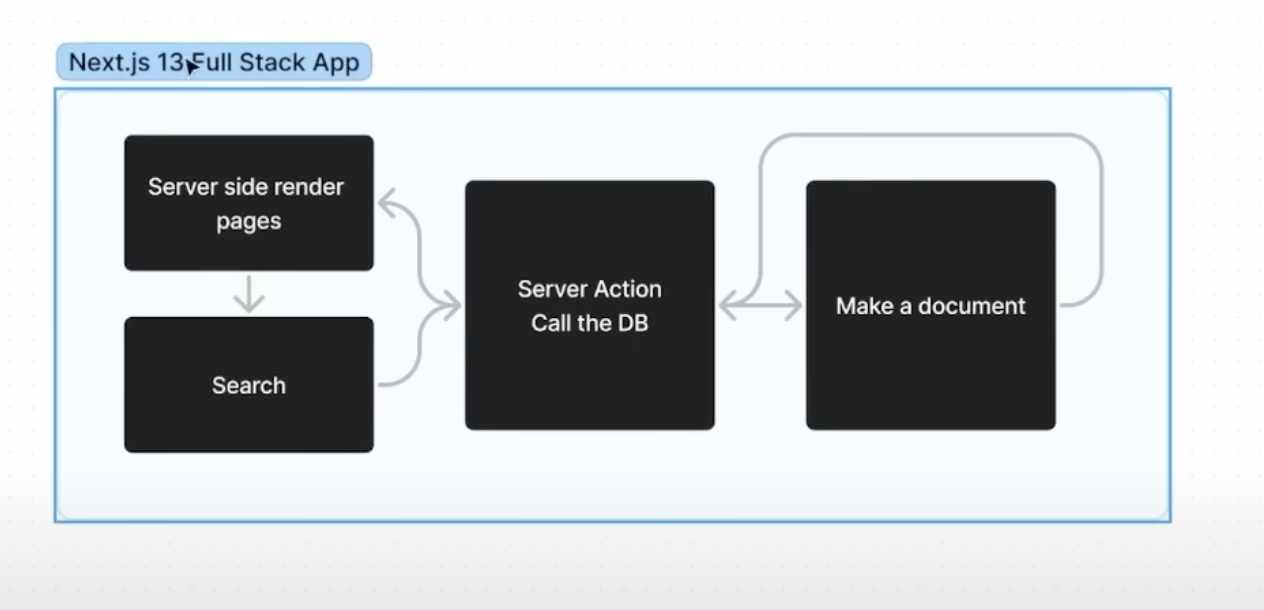 Next.js 13 Full Stack App
Server side render
pages
Search
Server Action
Call the DB
Make a document